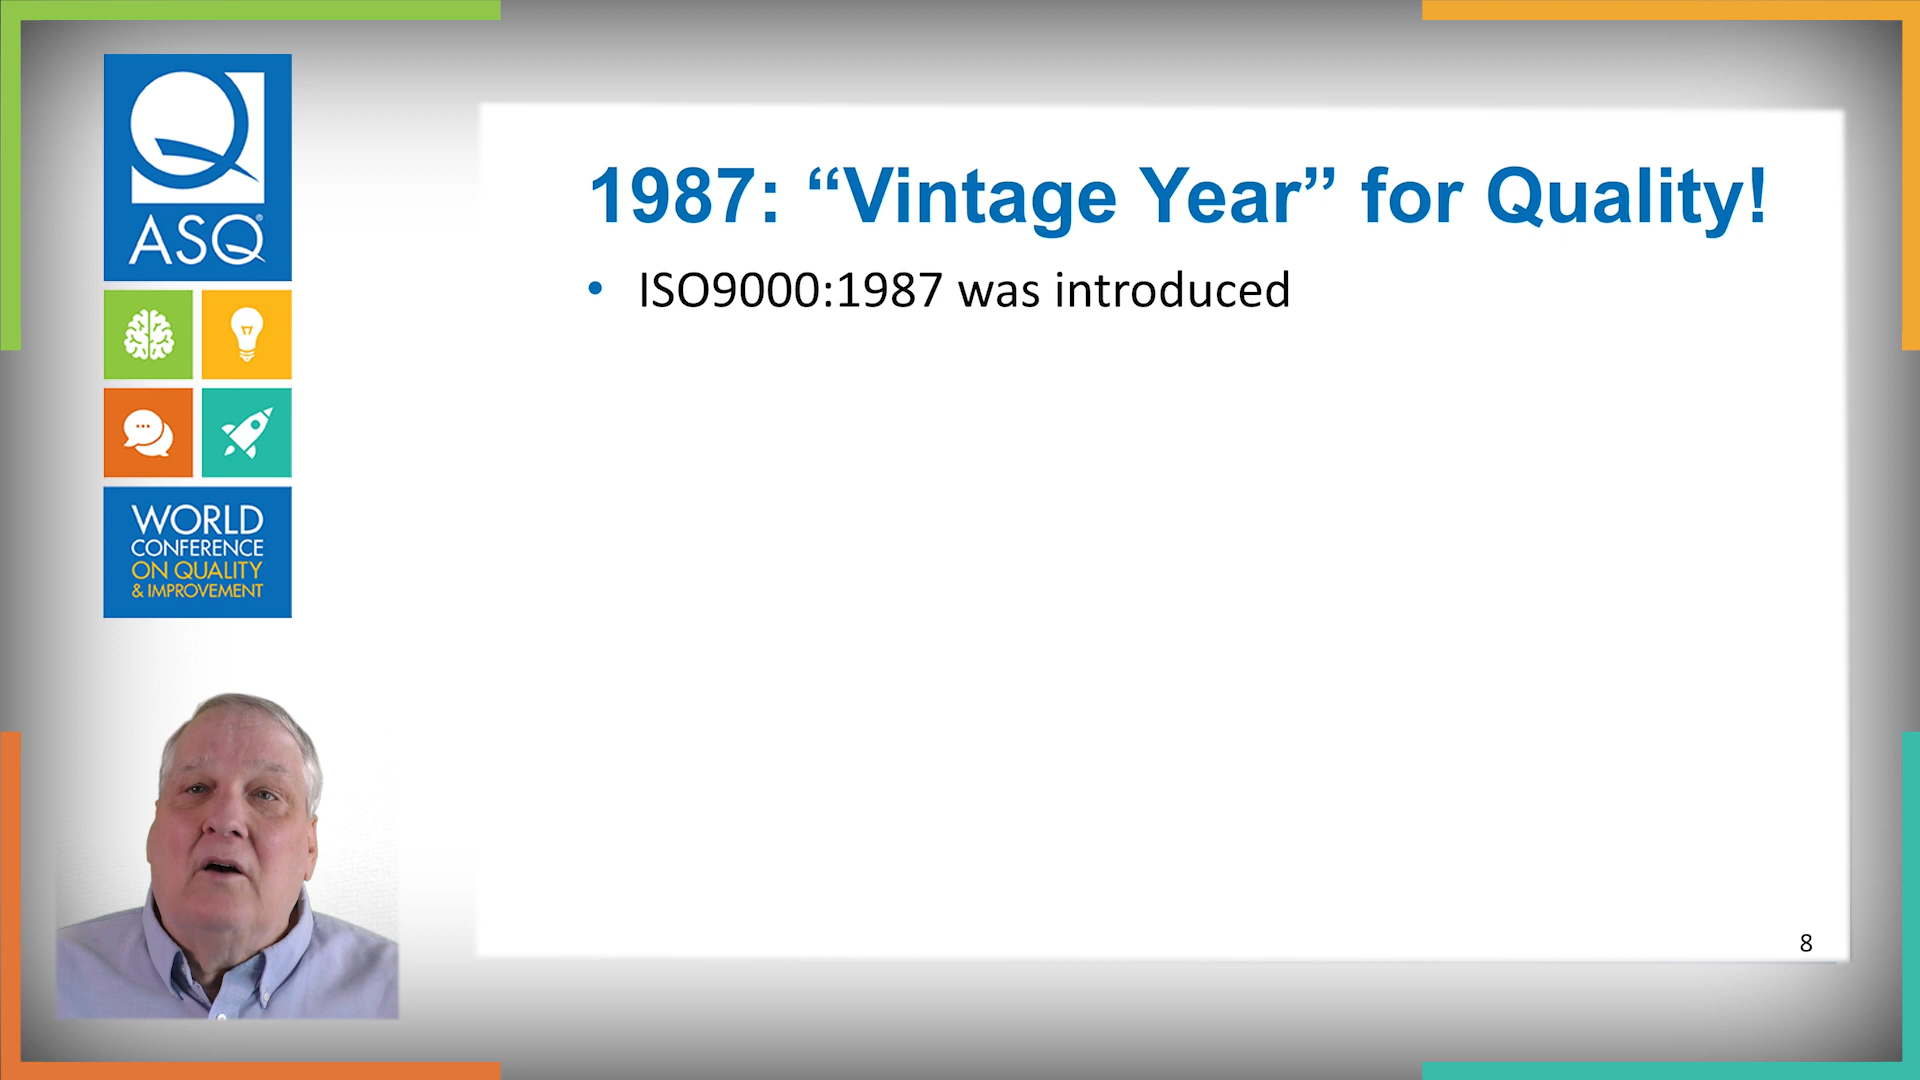 ASQ®
WORLD
CONFERENCE
ON QUALITY
& IMPROVEMENT
1987: “Vintage Year” for Quality!
• ISO9000:1987 was introduced
8